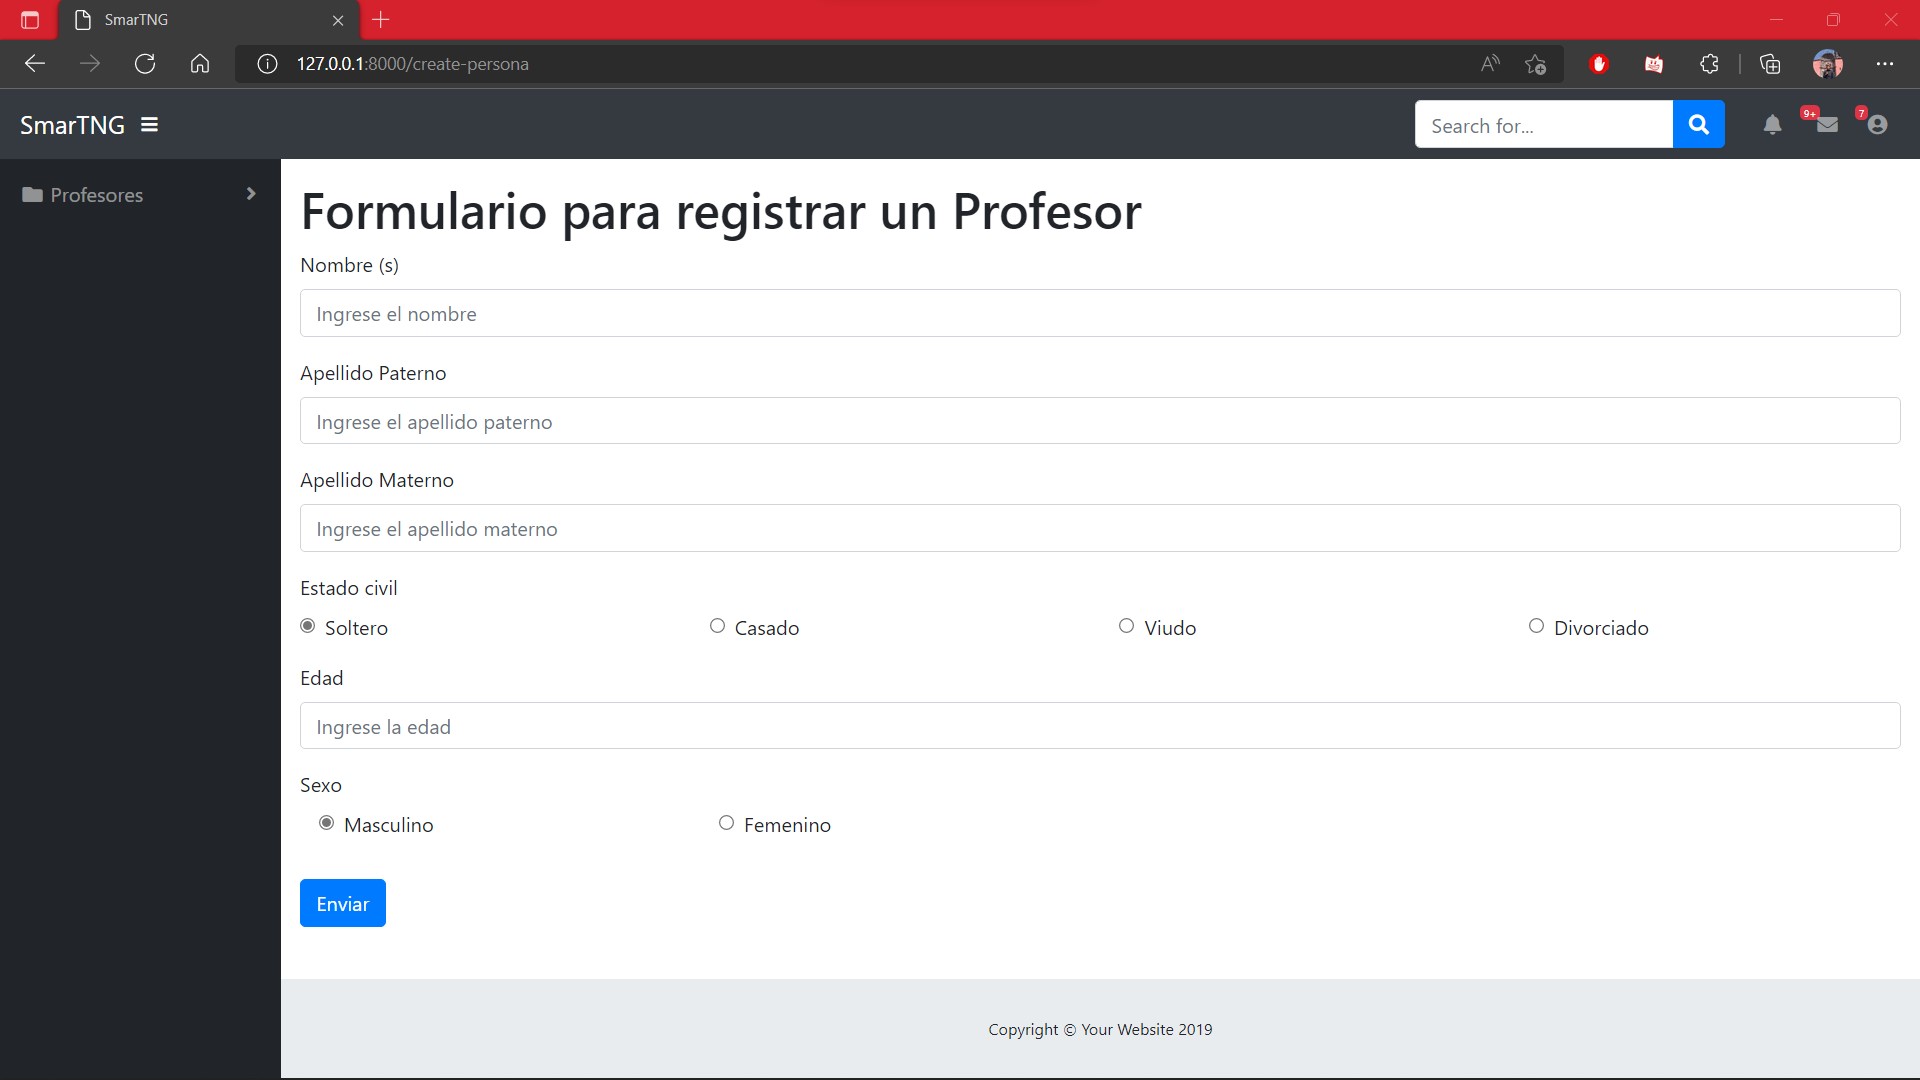 SmarTNG
127.0.0.1:8000/create-persona
SmarTNG
Search for...
9+
7
Profesores
Formulario para registrar un Profesor
Nombre (s)
Ingrese el nombre
Apellido Paterno
Ingrese el apellido paterno
Apellido Materno
Ingrese el apellido materno
Estado civil
Soltero Casado Viudo Divorciado
Edad
Ingrese la edad
Sexo
Masculino Femenino
Enviar
Copyright © Your Website 2019